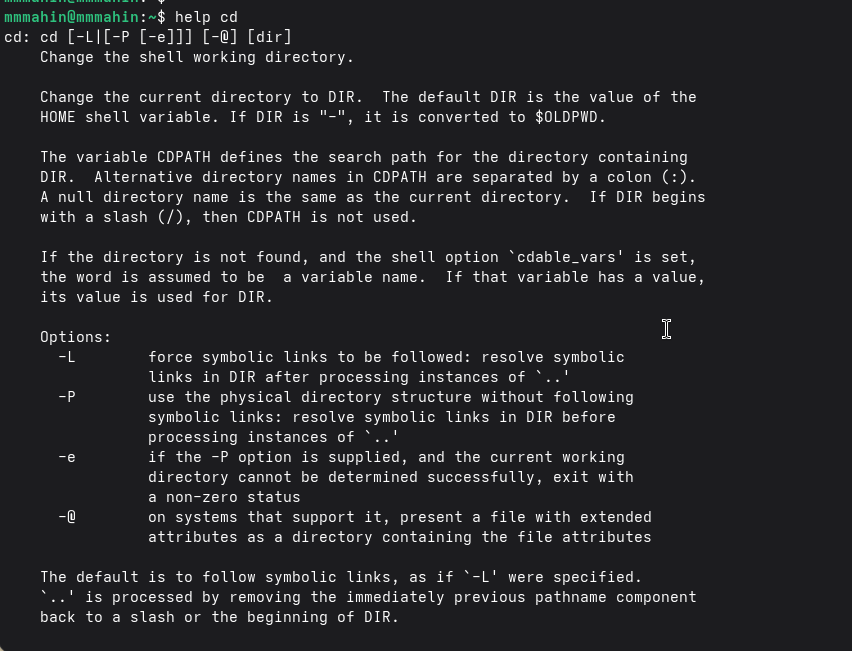 mmmahin@mmmahin:~$ help cd
cd: cd [-L|[-P [-e]]] [-@] [dir]
    Change the shell working directory.

    Change the current directory to DIR.  The default DIR is the value of the
    HOME shell variable. If DIR is "-", it is converted to $OLDPWD.

    The variable CDPATH defines the search path for the directory containing
    DIR.  Alternative directory names in CDPATH are separated by a colon (:).
    A null directory name is the same as the current directory.  If DIR begins
    with a slash (/), then CDPATH is not used.

    If the directory is not found, and the shell option `cdable_vars' is set,
    the word is assumed to be  a variable name.  If that variable has a value,
    its value is used for DIR.

    Options:
      -L        force symbolic links to be followed: resolve symbolic
                links in DIR after processing instances of `..'
      -P        use the physical directory structure without following
                symbolic links: resolve symbolic links in DIR before
                processing instances of `..'
      -e        if the -P option is supplied, and the current working
                directory cannot be determined successfully, exit with
                a non-zero status
      -@        on systems that support it, present a file with extended
                attributes as a directory containing the file attributes

    The default is to follow symbolic links, as if `-L' were specified.
    `..' is processed by removing the immediately previous pathname component
    back to a slash or the beginning of DIR.